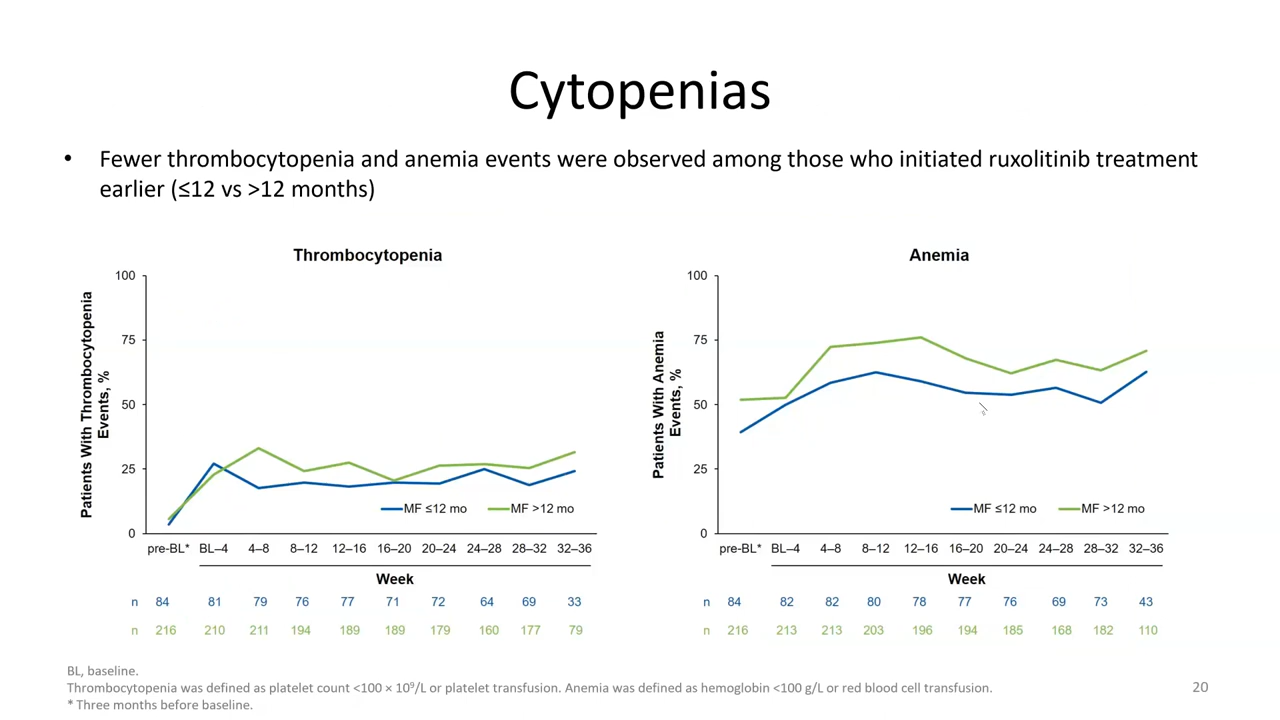 Cytopenias
• Fewer thrombocytopenia and anemia events were observed among those who initiated ruxolitinib treatment
earlier (≤12 vs >12 months)
Thrombocytopenia
Patients With Thrombocytopenia
Events, %
100
75
50
25
0
MF ≤12 mo
MF >12 mo
pre-BL* BL–4 4–8 8–12 12–16 16–20 20–24 24–28 28–32 32–36
Week
n 84 81 79 76 77 71 72 64 69 33
n 216 210 211 194 189 189 179 160 177 79
Anemia
Patients With Anemia
Events, %
100
75
50
25
0
MF ≤12 mo
MF >12 mo
pre-BL* BL–4 4–8 8–12 12–16 16–20 20–24 24–28 28–32 32–36
Week
n 84 82 82 80 78 77 76 69 73 43
n 216 213 213 203 196 194 185 168 182 110
BL, baseline.
Thrombocytopenia was defined as platelet count <100 × 10⁹/L or platelet transfusion. Anemia was defined as hemoglobin <100 g/L or red blood cell transfusion.
* Three months before baseline.
20